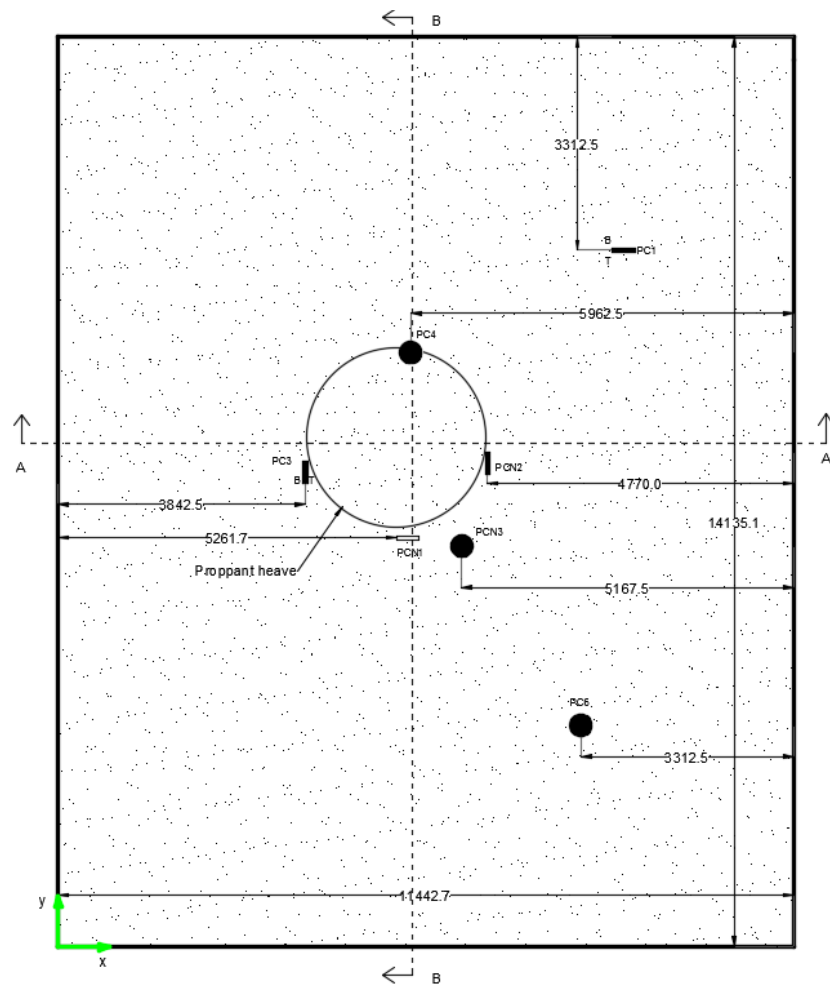 B
3312.5
B
PC1
T
5962.5
PC4
A
A
PC3
PCN2
B T
4770.0
3842.5
14135.1
5261.7
PCN3
PCN1
Proppant heave
5167.5
PC6
3312.5
11442.7
y
x
B